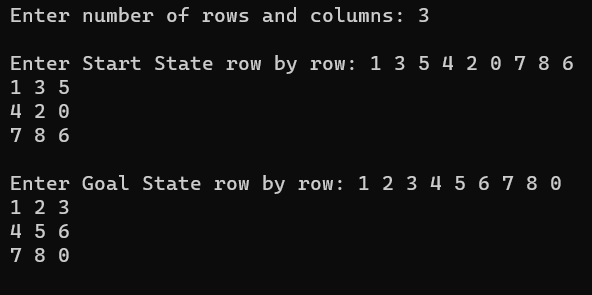 Enter number of rows and columns: 3
Enter Start State row by row: 1 3 5 4 2 0 7 8 6
1 3 5
4 2 0
7 8 6
Enter Goal State row by row: 1 2 3 4 5 6 7 8 0
1 2 3
4 5 6
7 8 0